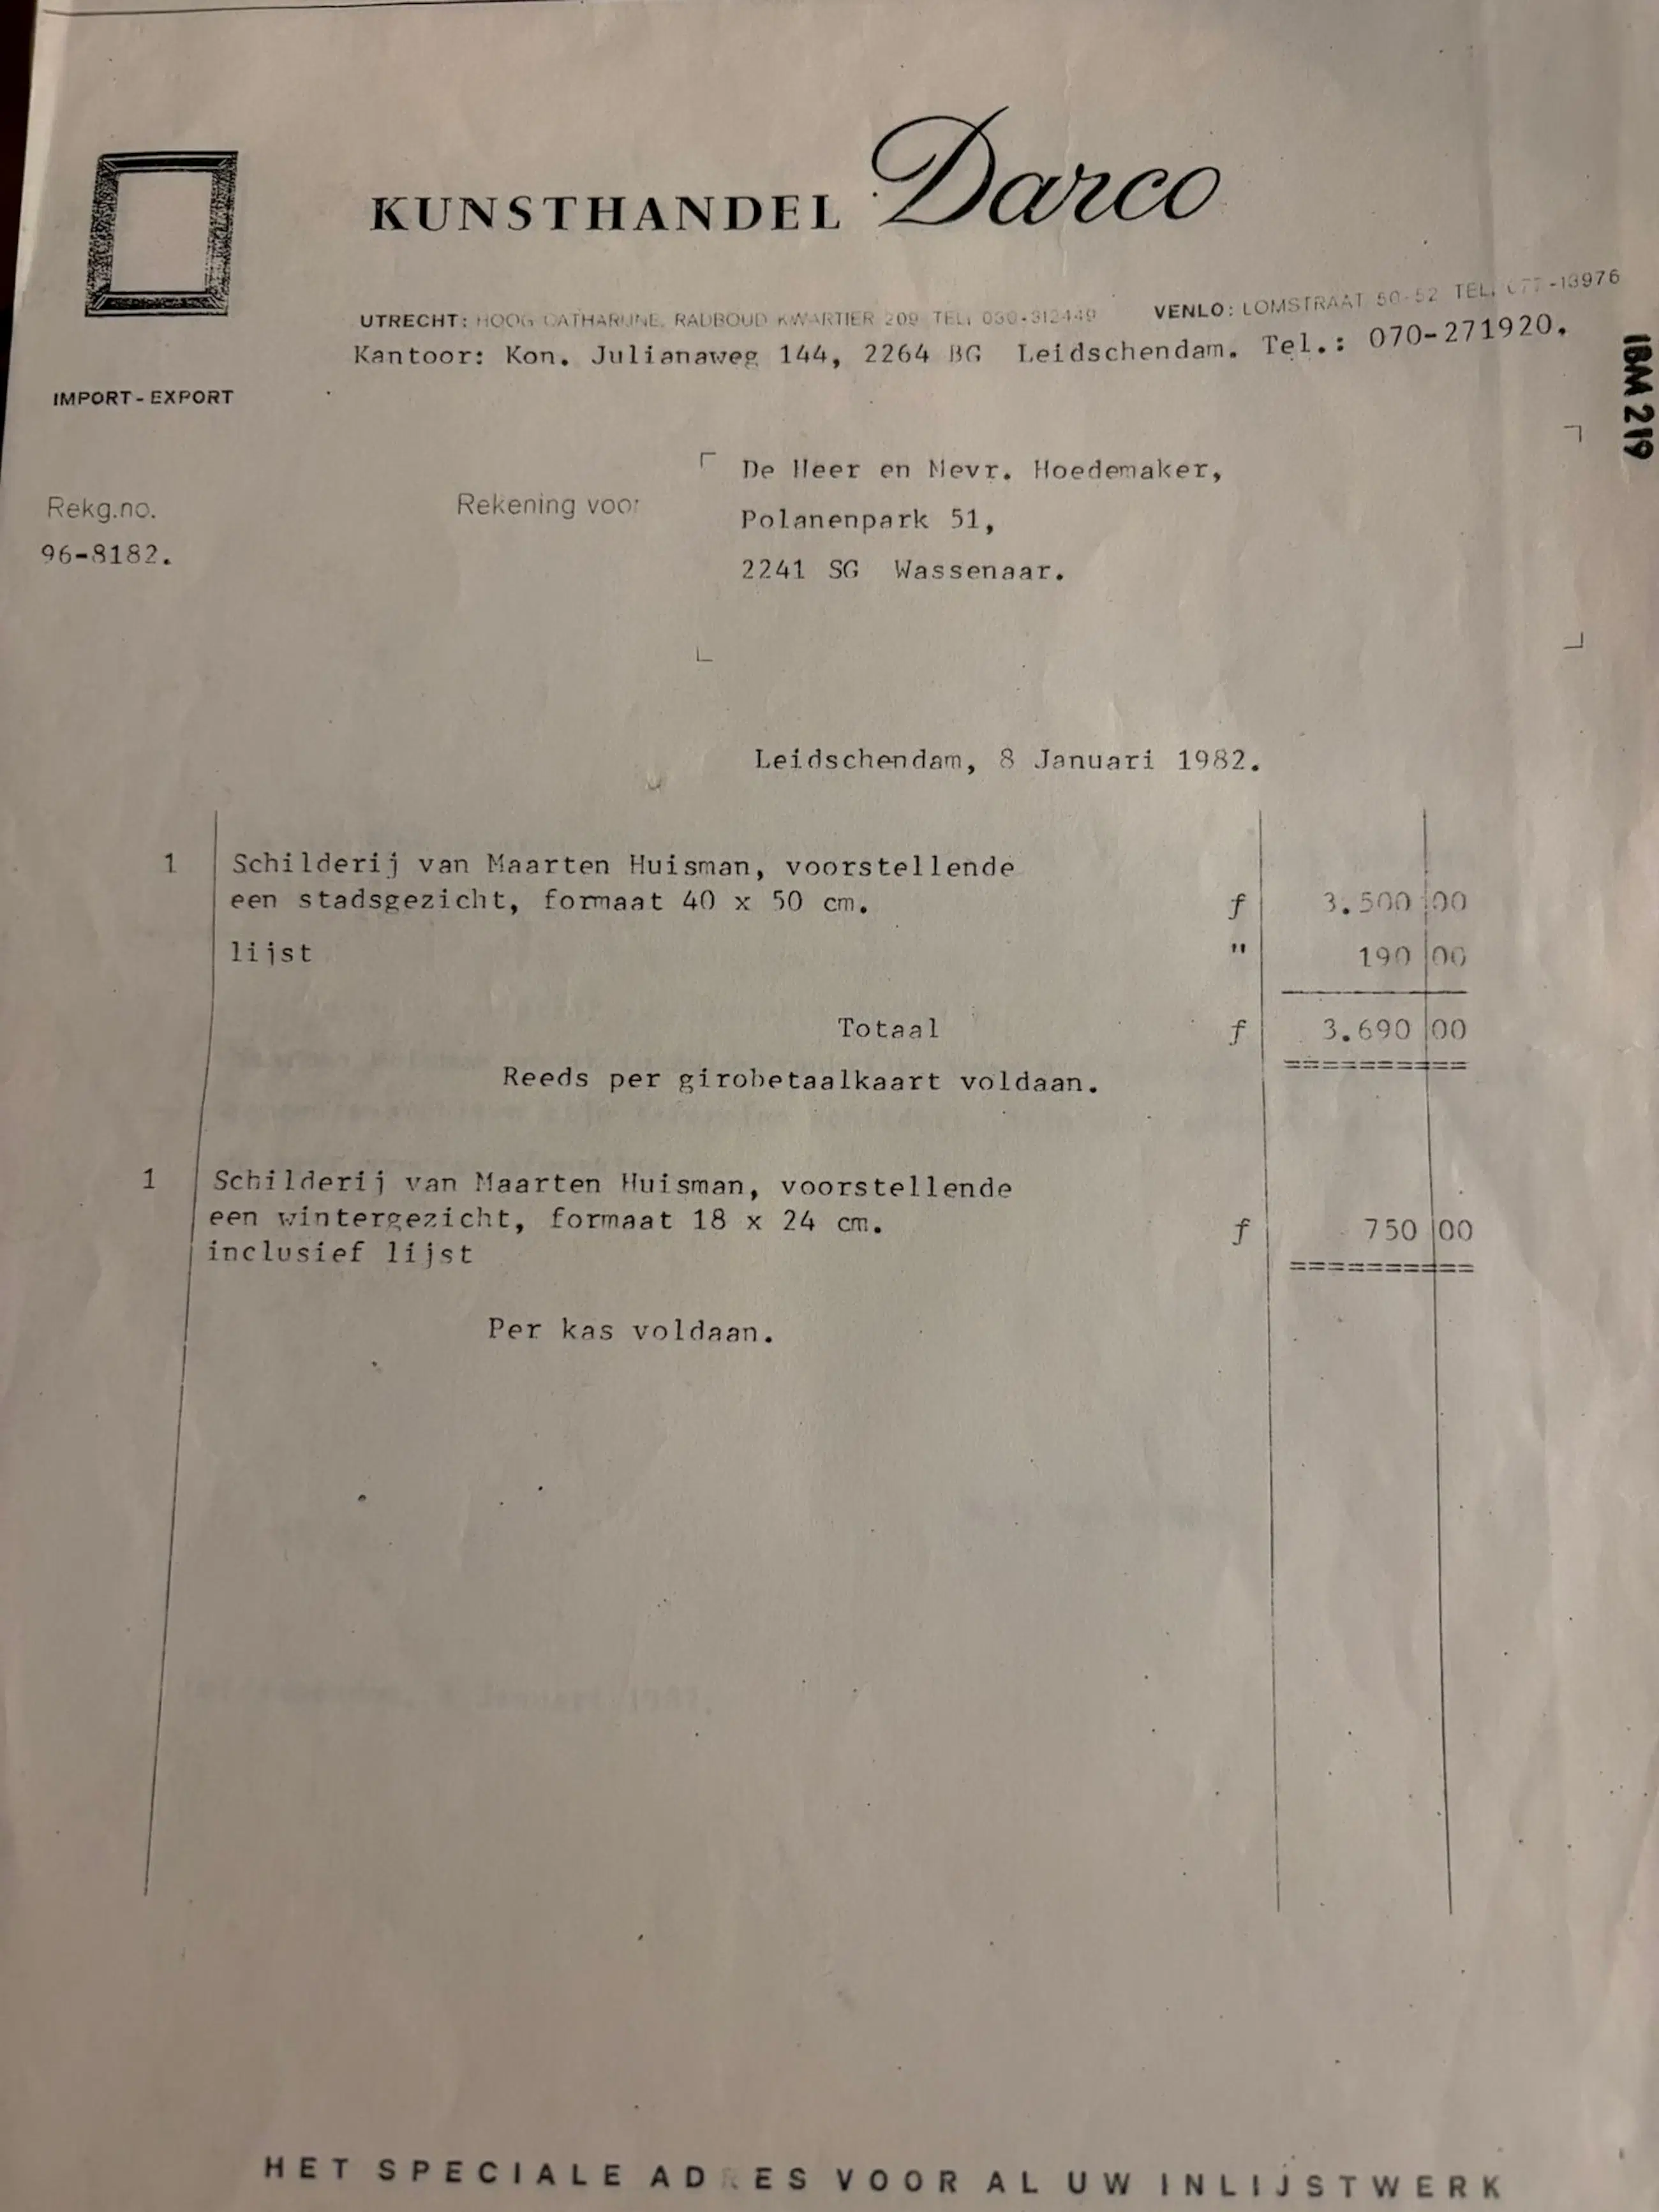 KUNSTHANDEL Darco
UTRECHT: HOOG CATHARIJNE, RADBOUD KWARTIER 209 TEL. 030-312449 VENLO: LOMSTRAAT 50-52 TEL. 077-13976
Kantoor: Kon. Julianaweg 144, 2264 BG Leidschendam. Tel.: 070-271920.
IMPORT - EXPORT
IBM 219
De Heer en Mevr. Hoedemaker,
Rekg.no. Rekening voor
Polanenpark 51,
96-8182.
2241 SG Wassenaar.
Leidschendam, 8 Januari 1982.
1 Schilderij van Maarten Huisman, voorstellende
een stadsgezicht, formaat 40 x 50 cm. ƒ 3.500 00
lijst " 190 00
Totaal ƒ 3.690 00
==========
Reeds per girobetaalkaart voldaan.
1 Schilderij van Maarten Huisman, voorstellende
een wintergezicht, formaat 18 x 24 cm. ƒ 750 00
inclusief lijst ==========
Per kas voldaan.
HET SPECIALE ADRES VOOR AL UW INLIJSTWERK